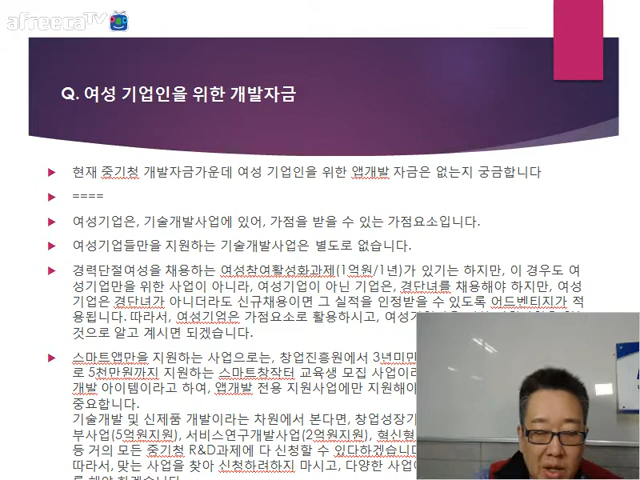 afreecaTV
Q. 여성 기업인을 위한 개발자금
현재 중기청 개발자금가운데 여성 기업인을 위한 앱개발 자금은 없는지 궁금합니다
====
여성기업은, 기술개발사업에 있어, 가점을 받을 수 있는 가점요소입니다.
여성기업들만을 지원하는 기술개발사업은 별도로 없습니다.
경력단절여성을 채용하는 여성참여활성화과제(1억원/1년)가 있기는 하지만, 이 경우도 여
성기업만을 위한 사업이 아니라, 여성기업이 아닌 기업은, 경단녀를 채용해야 하지만, 여성
기업은 경단녀가 아니더라도 신규채용이면 그 실적을 인정받을 수 있도록 어드벤티지가 적
용됩니다. 따라서, 여성기업은 가점요소로 활용하시고,
것으로 알고 계시면 되겠습니다.
스마트앱만을 지원하는 사업으로는, 창업진흥원에서 3년미만
로 5천만원까지 지원하는 스마트창작터 교육생 모집 사업이
개발 아이템이라고 하여, 앱개발 전용 지원사업에만 지원해야
중요합니다.
기술개발 및 신제품 개발이라는 차원에서 본다면, 창업성장기
부사업(5억원지원), 서비스연구개발사업(2억원지원), 혁신형
등 거의 모든 중기청 R&D과제에 다 신청할 수 있다하겠습니다
따라서, 맞는 사업을 찾아 신청하려하지 마시고, 다양한 사업